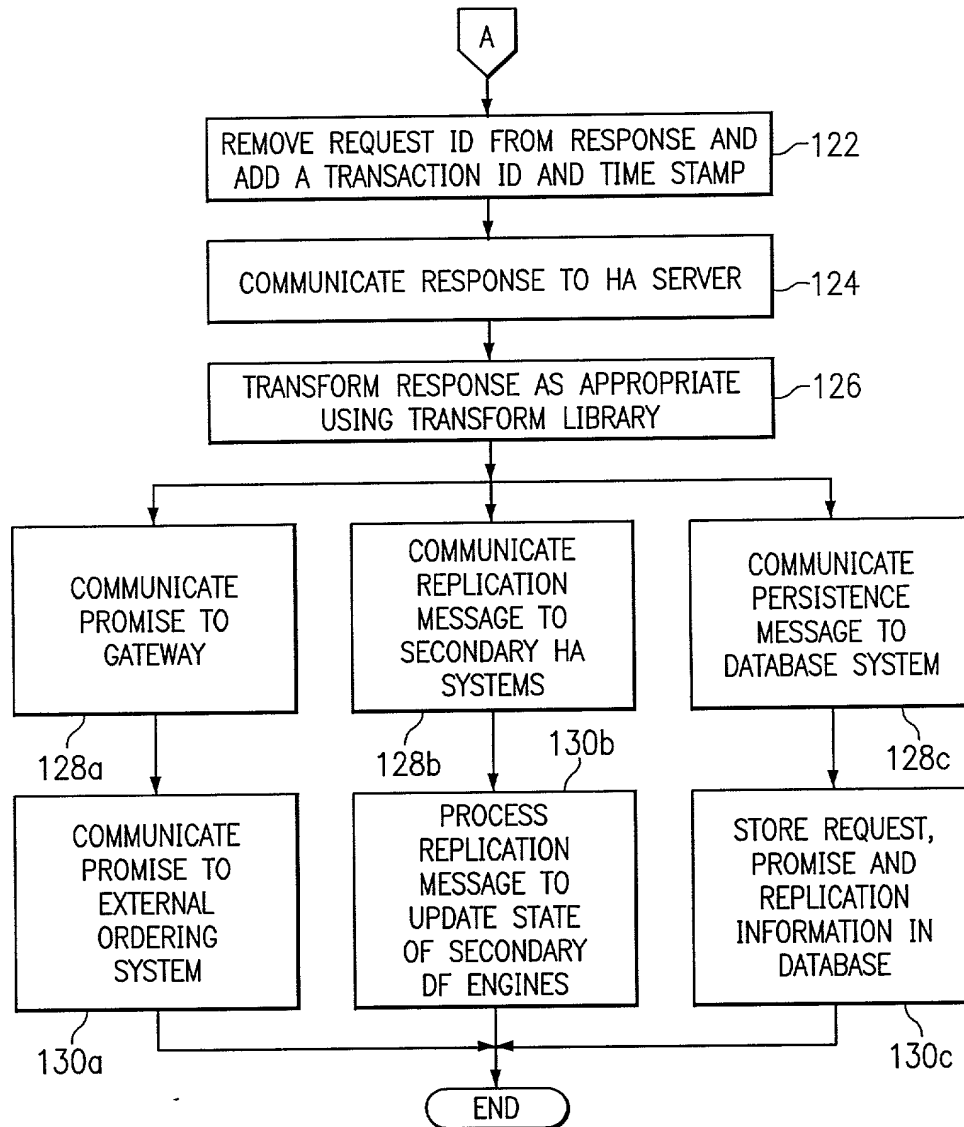 A
REMOVE REQUEST ID FROM RESPONSE AND
ADD A TRANSACTION ID AND TIME STAMP
122
COMMUNICATE RESPONSE TO HA SERVER
124
TRANSFORM RESPONSE AS APPROPRIATE
USING TRANSFORM LIBRARY
126
COMMUNICATE
PROMISE TO
GATEWAY
128a
COMMUNICATE
REPLICATION
MESSAGE TO
SECONDARY HA
SYSTEMS
128b
COMMUNICATE
PERSISTENCE
MESSAGE TO
DATABASE SYSTEM
128c
COMMUNICATE
PROMISE TO
EXTERNAL
ORDERING
SYSTEM
130a
130b
PROCESS
REPLICATION
MESSAGE TO
UPDATE STATE
OF SECONDARY
DF ENGINES
STORE REQUEST,
PROMISE AND
REPLICATION
INFORMATION IN
DATABASE
130c
END